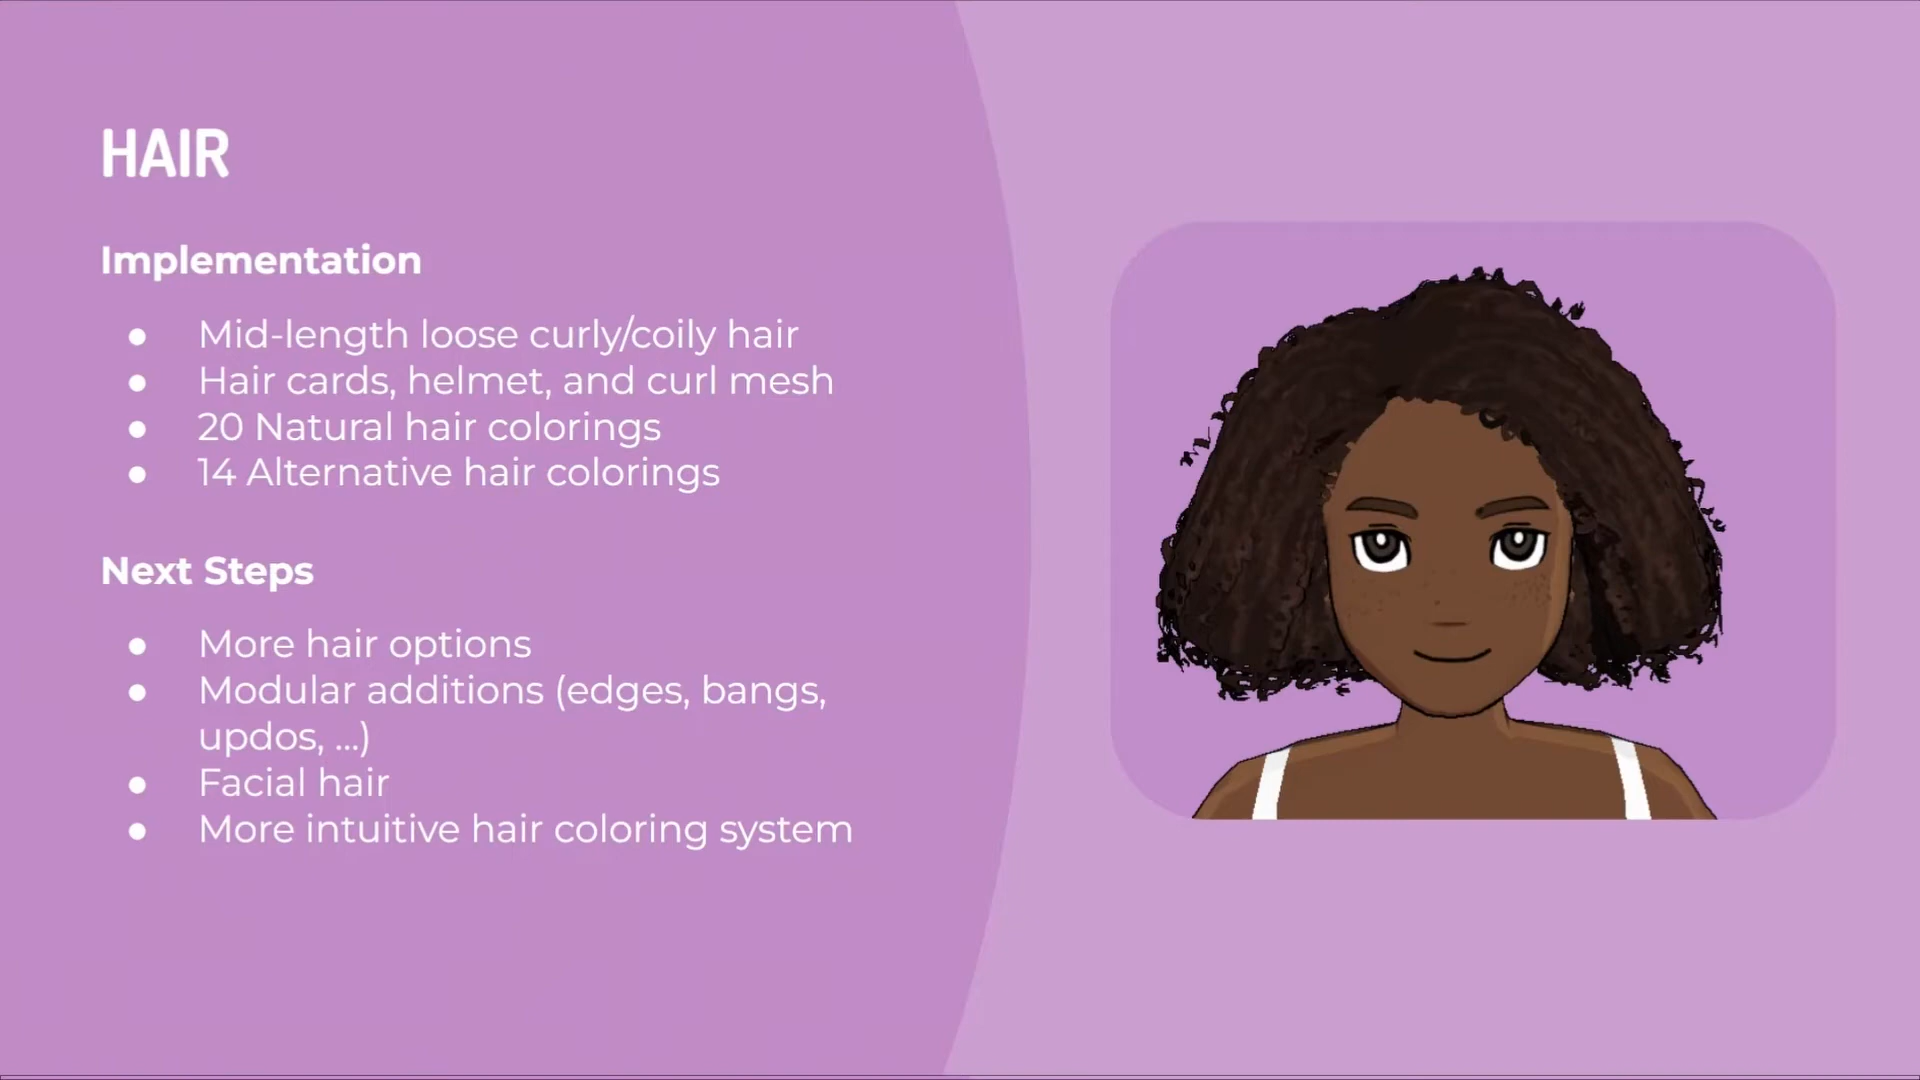 HAIR
Implementation
● Mid-length loose curly/coily hair
● Hair cards, helmet, and curl mesh
● 20 Natural hair colorings
● 14 Alternative hair colorings
Next Steps
● More hair options
● Modular additions (edges, bangs,
updos, ...)
● Facial hair
● More intuitive hair coloring system